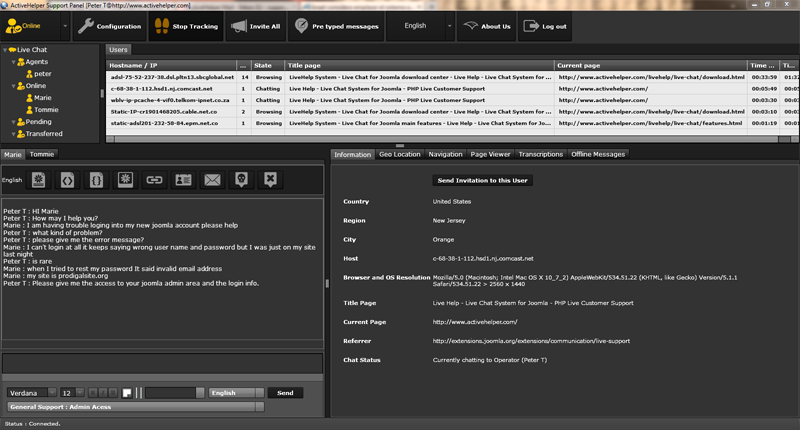 ActiveHelper Support Panel [Peter T@http://www.activehelper.com]
Online
Configuration
Stop Tracking
Invite All
Pre typed messages
English
About Us
Log out
Live Chat
Agents
peter
Online
Marie
Tommie
Pending
Transferred
Users
Hostname / IP ... State Title page Current page Time ... Ti...
adsl-75-52-237-38.dsl.pltn13.sbcglobal.net 14 Browsing LiveHelp System - Live Chat for Joomla download center - Live Help - Live Chat System for ... http://www.activehelper.com/livehelp/live-chat/download.html 00:33:59 01:3
c-68-38-1-112.hsd1.nj.comcast.net 1 Chatting Live Help - Live Chat System for Joomla - PHP Live Customer Support http://www.activehelper.com/ 00:05:49 00:0
wblv-ip-pcache-4-vif0.telkom-ipnet.co.za 1 Chatting Live Help - Live Chat System for Joomla - PHP Live Customer Support http://www.activehelper.com/ 00:03:30 00:0
Static-IP-cr1901468205.cable.net.co 2 Browsing LiveHelp System - Live Chat for Joomla download center - Live Help - Live Chat System for ... http://www.activehelper.com/livehelp/live-chat/download.html 00:03:30 00:0
static-adsl201-232-58-84.epm.net.co 1 Browsing LiveHelp System - Live Chat for Joomla main features - Live Help - Live Chat System for Jo... http://www.activehelper.com/livehelp/live-chat/features.html 00:01:19 00:0
Marie Tommie
English
Peter T : HI Marie
Peter T : How may I help you?
Marie : I am having trouble loging into my new joomla account please help
Peter T : what kind of problem?
Peter T : please give me the error message?
Marie : I can't login at all it keeps saying wrong user name and password but I was just on my site
last night
Peter T : is rare
Marie : when I tried to rest my password It said invalid email address
Marie : my site is prodigalsite.org
Peter T : Please give me the access to your joomla admin area and the login info.
Verdana 12 English Send
General Support : Admin Acess
Information Geo Location Navigation Page Viewer Transcriptions Offline Messages
Send Invitation to this User
Country United States
Region New Jersey
City Orange
Host c-68-38-1-112.hsd1.nj.comcast.net
Browser and OS Resolution Mozilla/5.0 (Macintosh; Intel Mac OS X 10_7_2) AppleWebKit/534.51.22 (KHTML, like Gecko) Version/5.1.1
Safari/534.51.22 > 2560 x 1440
Title Page Live Help - Live Chat System for Joomla - PHP Live Customer Support
Current Page http://www.activehelper.com/
Referrer http://extensions.joomla.org/extensions/communication/live-support
Chat Status Currently chatting to Operator (Peter T)
Status : Connected.